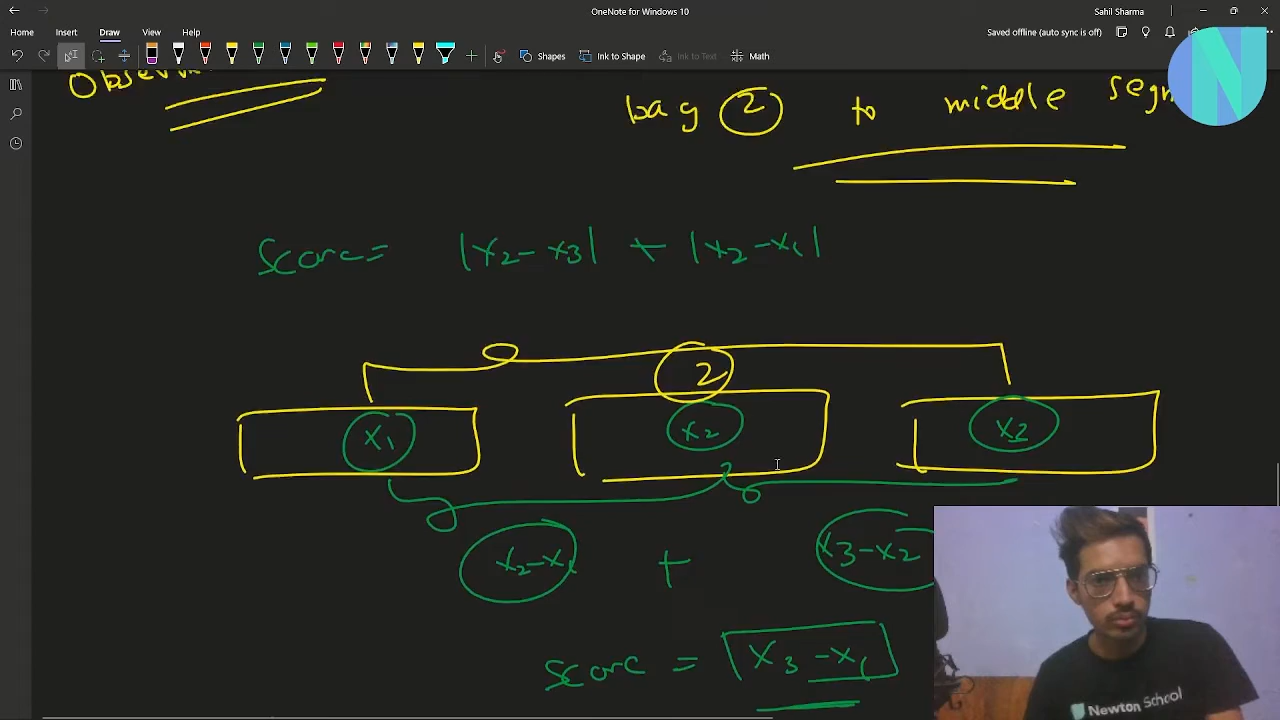 OneNote for Windows 10
Sahil Sharma
Home Insert Draw View Help
Saved offline (auto sync is off)
Shapes Ink to Shape Ink to Text Math
bag 2 to middle
Score = |x2 - x3| + |x2 - x1|
2
x1 x2 x3
x2 - x1 + x3 - x2
Score = x3 - x1
Newton School